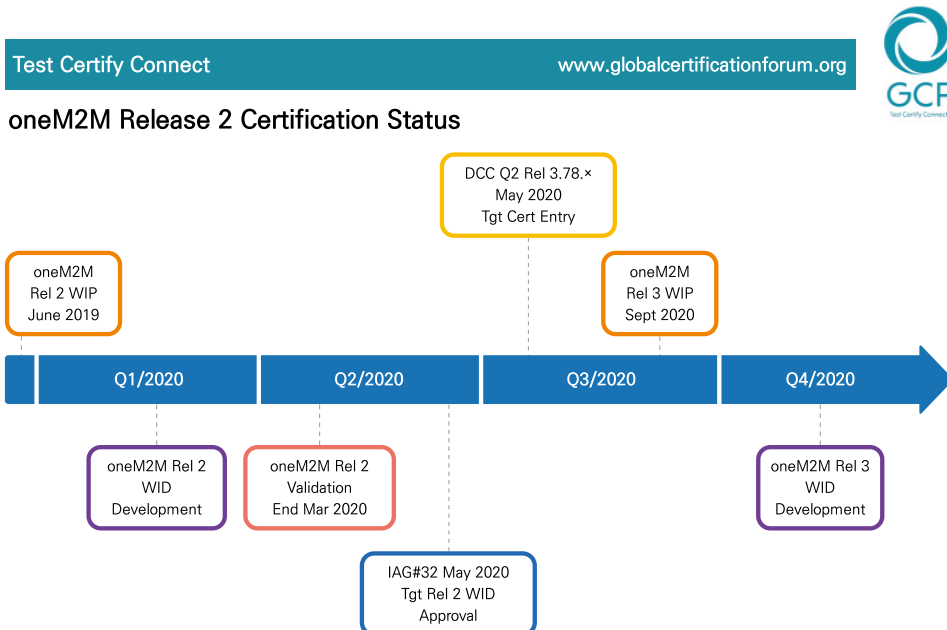 Test Certify Connect
www.globalcertificationforum.org
GCF
Test Certify Connect
oneM2M Release 2 Certification Status
DCC Q2 Rel 3.78.×
May 2020
Tgt Cert Entry
oneM2M
Rel 2 WIP
June 2019
oneM2M
Rel 3 WIP
Sept 2020
Q1/2020
Q2/2020
Q3/2020
Q4/2020
oneM2M Rel 2
WID
Development
oneM2M Rel 2
Validation
End Mar 2020
oneM2M Rel 3
WID
Development
IAG#32 May 2020
Tgt Rel 2 WID
Approval